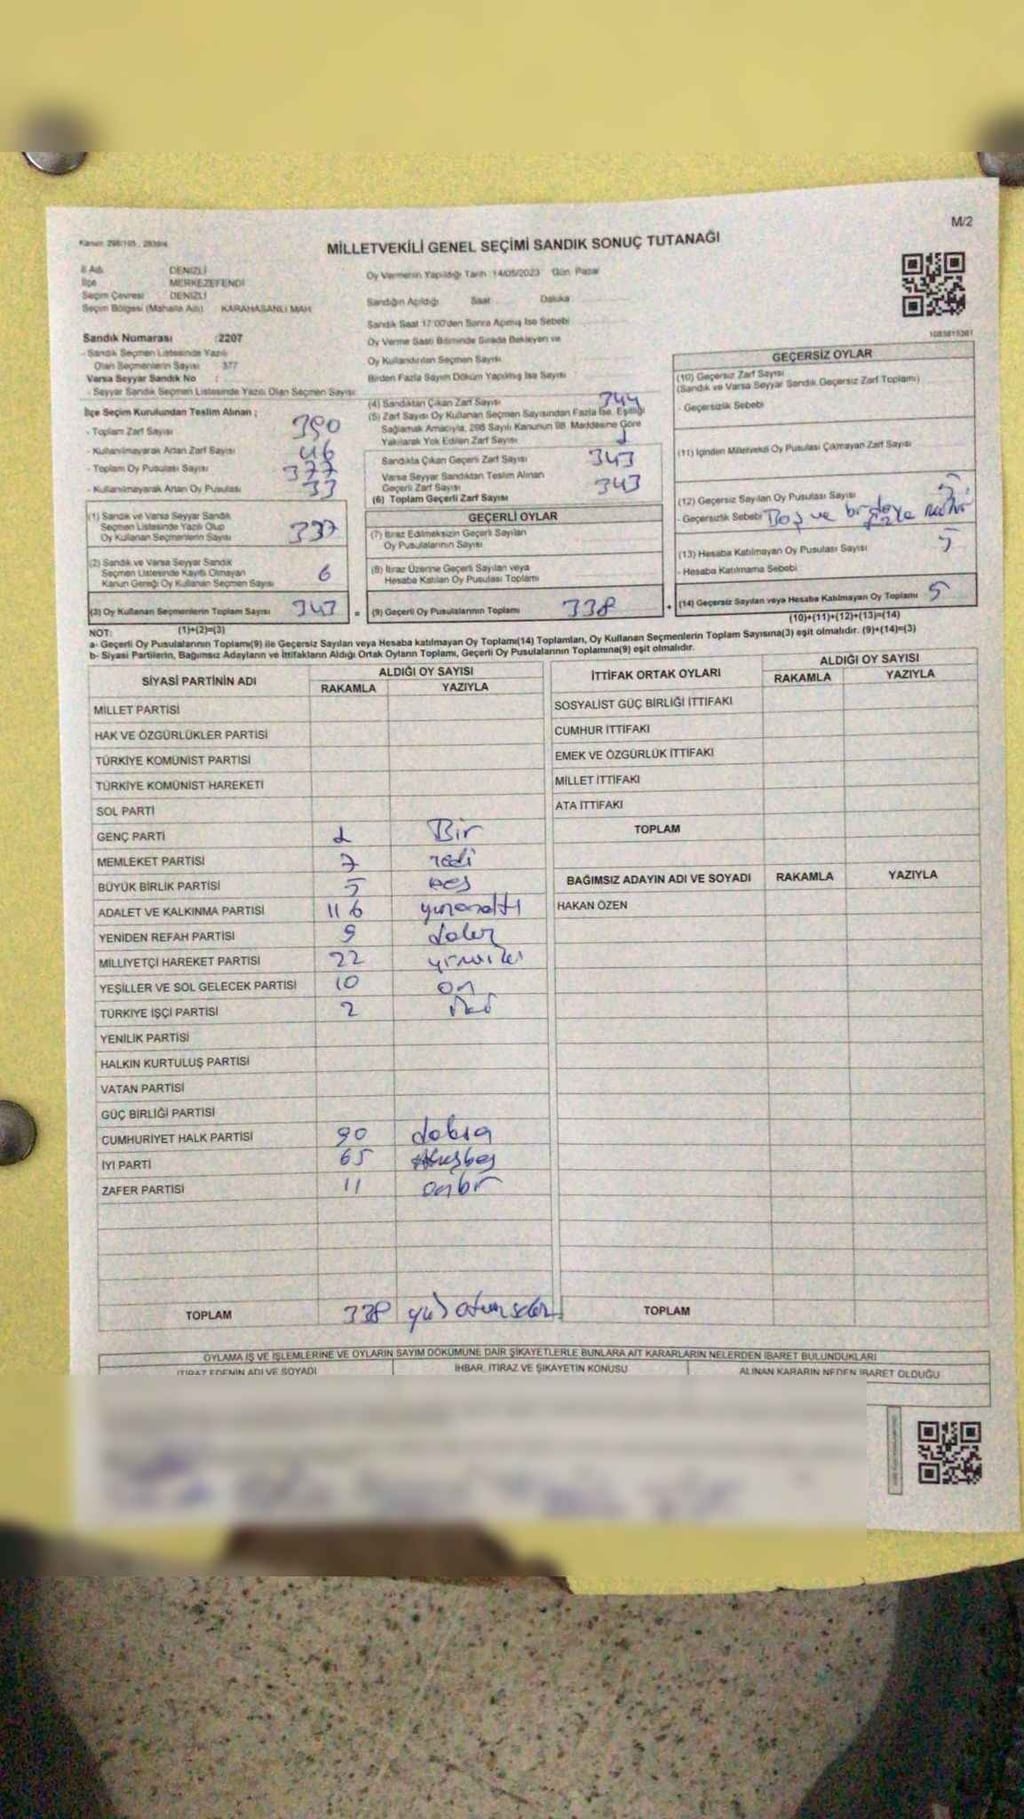 M/2
Kanun: 298/105, 2839/4
MİLLETVEKİLİ GENEL SEÇİMİ SANDIK SONUÇ TUTANAĞI
İl Adı DENİZLİ
İlçe MERKEZEFENDİ
Seçim Çevresi DENİZLİ
Seçim Bölgesi (Mahalle Adı) KARAHASANLI MAH
Oy Vermenin Yapıldığı Tarih 14/05/2023 Gün Pazar
Sandığın Açıldığı Saat Dakika
Sandık Saat 17:00'den Sonra Açılmış İse Sebebi
Oy Verme Saati Bitiminde Sırada Bekleyen ve
Oy Kullandırılan Seçmen Sayısı
Birden Fazla Sayım Döküm Yapılmış İse Sayısı
Sandık Numarası :2207
- Sandık Seçmen Listesinde Yazılı
Olan Seçmenlerin Sayısı 377
Varsa Seyyar Sandık No :
- Seyyar Sandık Seçmen Listesinde Yazılı Olan Seçmen Sayısı
İlçe Seçim Kurulundan Teslim Alınan ;
- Toplam Zarf Sayısı 390
- Kullanılmayarak Artan Zarf Sayısı 46
- Toplam Oy Pusulası Sayısı 377
- Kullanılmayarak Artan Oy Pusulası 33
(1) Sandık ve Varsa Seyyar Sandık
Seçmen Listesinde Yazılı Olup
Oy Kullanan Seçmenlerin Sayısı 337
(2) Sandık ve Varsa Seyyar Sandık
Seçmen Listesinde Kayıtlı Olmayan
Kanun Gereği Oy Kullanan Seçmen Sayısı 6
(3) Oy Kullanan Seçmenlerin Toplam Sayısı 343
(1)+(2)=(3)
(4) Sandıktan Çıkan Zarf Sayısı 344
(5) Zarf Sayısı Oy Kullanan Seçmen Sayısından Fazla İse, Eşitliği
Sağlamak Amacıyla, 298 Sayılı Kanunun 98. Maddesine Göre
Yakılarak Yok Edilen Zarf Sayısı 1
Sandıkta Çıkan Geçerli Zarf Sayısı 343
Varsa Seyyar Sandıktan Teslim Alınan
Geçerli Zarf Sayısı
(6) Toplam Geçerli Zarf Sayısı 343
GEÇERLİ OYLAR
(7) İtiraz Edilmeksizin Geçerli Sayılan
Oy Pusulalarının Sayısı
(8) İtiraz Üzerine Geçerli Sayılan veya
Hesaba Katılan Oy Pusulası Toplamı
= (9) Geçerli Oy Pusulalarının Toplamı 338
1083815361
GEÇERSİZ OYLAR
(10) Geçersiz Zarf Sayısı
(Sandık ve Varsa Seyyar Sandık Geçersiz Zarf Toplamı)
- Geçersizlik Sebebi
(11) İçinden Milletvekili Oy Pusulası Çıkmayan Zarf Sayısı
(12) Geçersiz Sayılan Oy Pusulası Sayısı 5
- Geçersizlik Sebebi Boş ve birden fazla mühür
(13) Hesaba Katılmayan Oy Pusulası Sayısı 5
- Hesaba Katılmama Sebebi
+ (14) Geçersiz Sayılan veya Hesaba Katılmayan Oy Toplamı 5
(10)+(11)+(12)+(13)=(14)
NOT:
a- Geçerli Oy Pusulalarının Toplamı(9) ile Geçersiz Sayılan veya Hesaba katılmayan Oy Toplamı(14) Toplamları, Oy Kullanan Seçmenlerin Toplam Sayısına(3) eşit olmalıdır. (9)+(14)=(3)
b- Siyasi Partilerin, Bağımsız Adayların ve İttifakların Aldığı Ortak Oyların Toplamı, Geçerli Oy Pusulalarının Toplamına(9) eşit olmalıdır.
SİYASİ PARTİNİN ADI ALDIĞI OY SAYISI
RAKAMLA YAZIYLA
MİLLET PARTİSİ
HAK VE ÖZGÜRLÜKLER PARTİSİ
TÜRKİYE KOMÜNİST PARTİSİ
TÜRKİYE KOMÜNİST HAREKETİ
SOL PARTİ
GENÇ PARTİ 1 Bir
MEMLEKET PARTİSİ 7 yedi
BÜYÜK BİRLİK PARTİSİ 5 beş
ADALET VE KALKINMA PARTİSİ 116 yüzonaltı
YENİDEN REFAH PARTİSİ 9 dokuz
MİLLİYETÇİ HAREKET PARTİSİ 22 yirmiiki
YEŞİLLER VE SOL GELECEK PARTİSİ 10 on
TÜRKİYE İŞÇİ PARTİSİ 2 iki
YENİLİK PARTİSİ
HALKIN KURTULUŞ PARTİSİ
VATAN PARTİSİ
GÜÇ BİRLİĞİ PARTİSİ
CUMHURİYET HALK PARTİSİ 90 doksan
İYİ PARTİ 65 altmışbeş
ZAFER PARTİSİ 11 onbir
TOPLAM 338
İTTİFAK ORTAK OYLARI ALDIĞI OY SAYISI
RAKAMLA YAZIYLA
SOSYALİST GÜÇ BİRLİĞİ İTTİFAKI
CUMHUR İTTİFAKI
EMEK VE ÖZGÜRLÜK İTTİFAKI
MİLLET İTTİFAKI
ATA İTTİFAKI
TOPLAM
BAĞIMSIZ ADAYIN ADI VE SOYADI RAKAMLA YAZIYLA
HAKAN ÖZEN
TOPLAM
OYLAMA İŞ VE İŞLEMLERİNE VE OYLARIN SAYIM DÖKÜMÜNE DAİR ŞİKAYETLERLE BUNLARA AİT KARARLARIN NELERDEN İBARET BULUNDUKLARI
İTİRAZ EDENİN ADI VE SOYADI İHBAR, İTİRAZ VE ŞİKAYETİN KONUSU ALINAN KARARIN NEDEN İBARET OLDUĞU